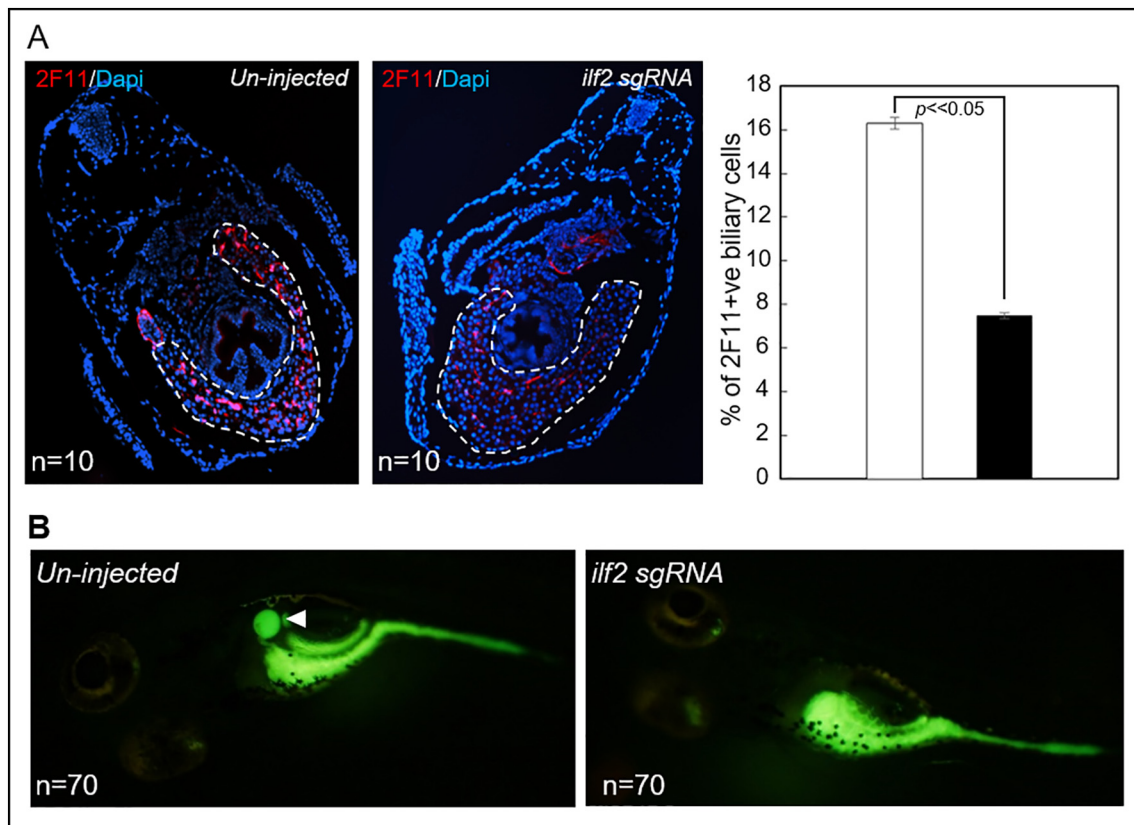 A
2F11/Dapi
Un-injected
n=10
2F11/Dapi
ilf2 sgRNA
n=10
% of 2F11+ve biliary cells
18
16
14
12
10
8
6
4
2
0
p<<0.05
B
Un-injected
n=70
ilf2 sgRNA
n=70